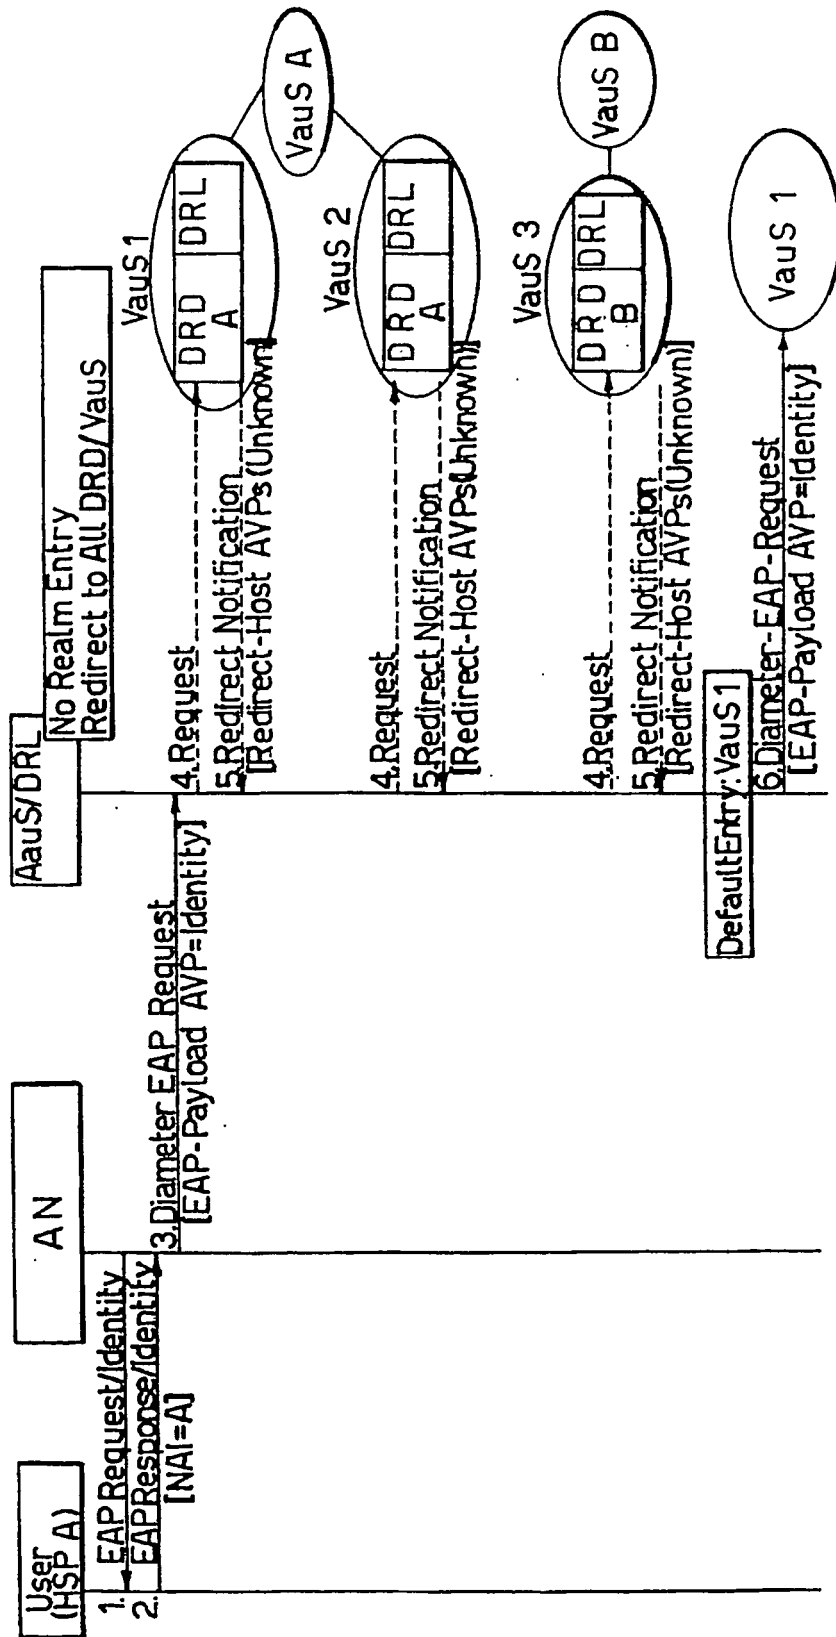 User
(HSP A)
AN
AauS/DRL
No Realm Entry
Redirect to All DRD/VauS
1.
EAP Request/Identity
2.
EAPResponse/Identity
[NAI=A]
3.Diameter EAP Request
[EAP-Payload AVP=Identity]
4.Request
5.Redirect Notification
[Redirect-Host AVPs(Unknown)]
VauS 1
DRD
A
DRL
VauS A
4.Request
5.Redirect Notification
[Redirect-Host AVPs(Unknown)]
VauS 2
DRD
A
DRL
4.Request
5.Redirect Notification
[Redirect-Host AVPs(Unknown)]
VauS 3
DRD
B
DRL
VauS B
DefaultEntry:VauS1
6.Diameter-EAP-Request
[EAP-Payload AVP=Identity]
VauS 1